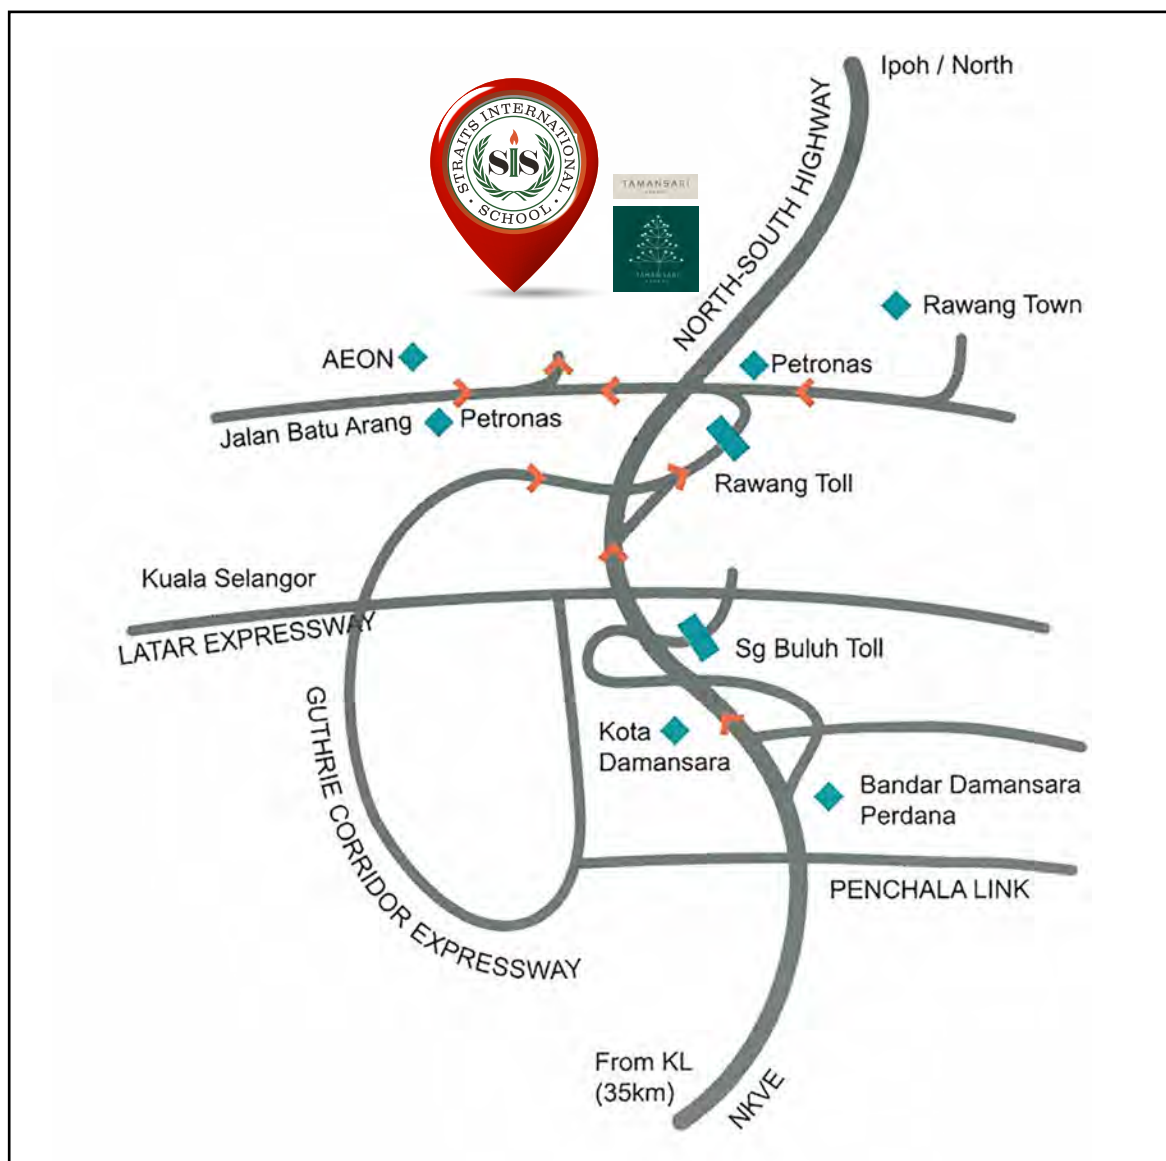 Ipoh / North
NORTH-SOUTH HIGHWAY
STRAITS INTERNATIONAL
SIS
· SCHOOL ·
TAMANSARI
TAMANSARI
Rawang Town
AEON
Petronas
Jalan Batu Arang
Petronas
Rawang Toll
Kuala Selangor
LATAR EXPRESSWAY
Sg Buluh Toll
GUTHRIE CORRIDOR EXPRESSWAY
Kota
Damansara
Bandar Damansara
Perdana
PENCHALA LINK
From KL
(35km)
NKVE